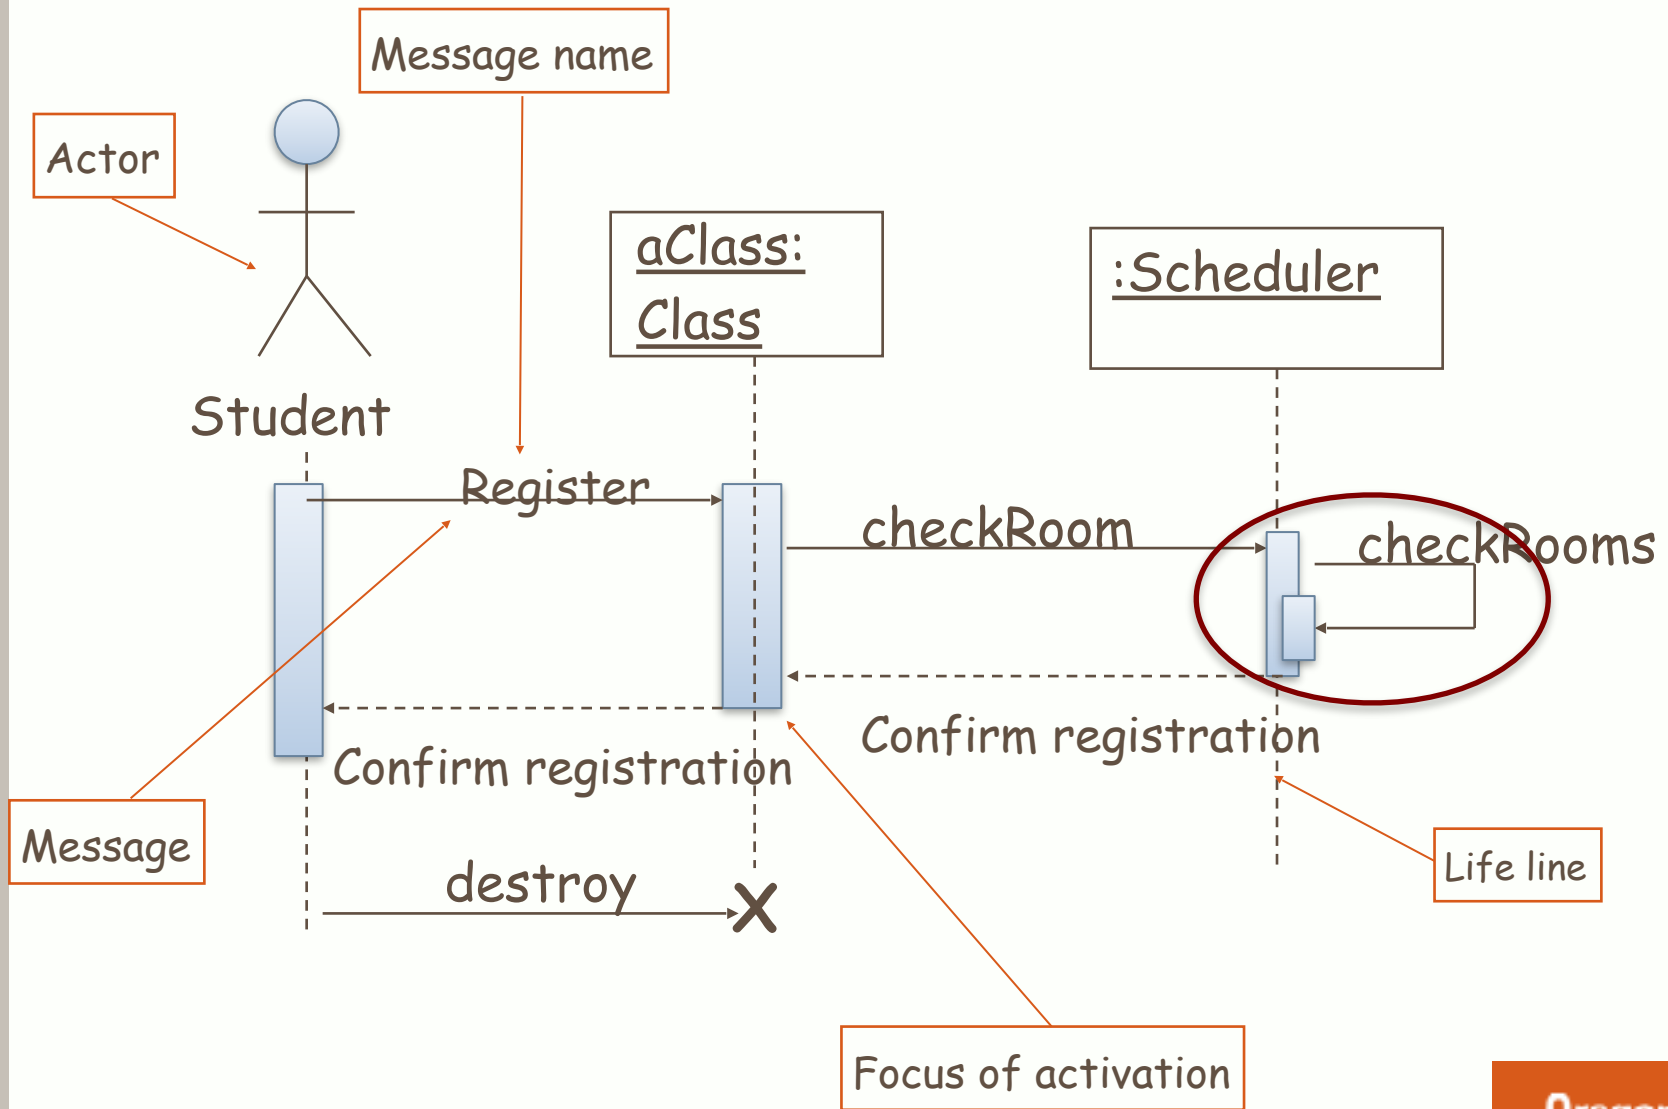 Message name
Actor
aClass:
Class
:Scheduler
Student
Register
checkRoom
checkRooms
Confirm registration
Confirm registration
Message
Life line
destroy
X
Focus of activation